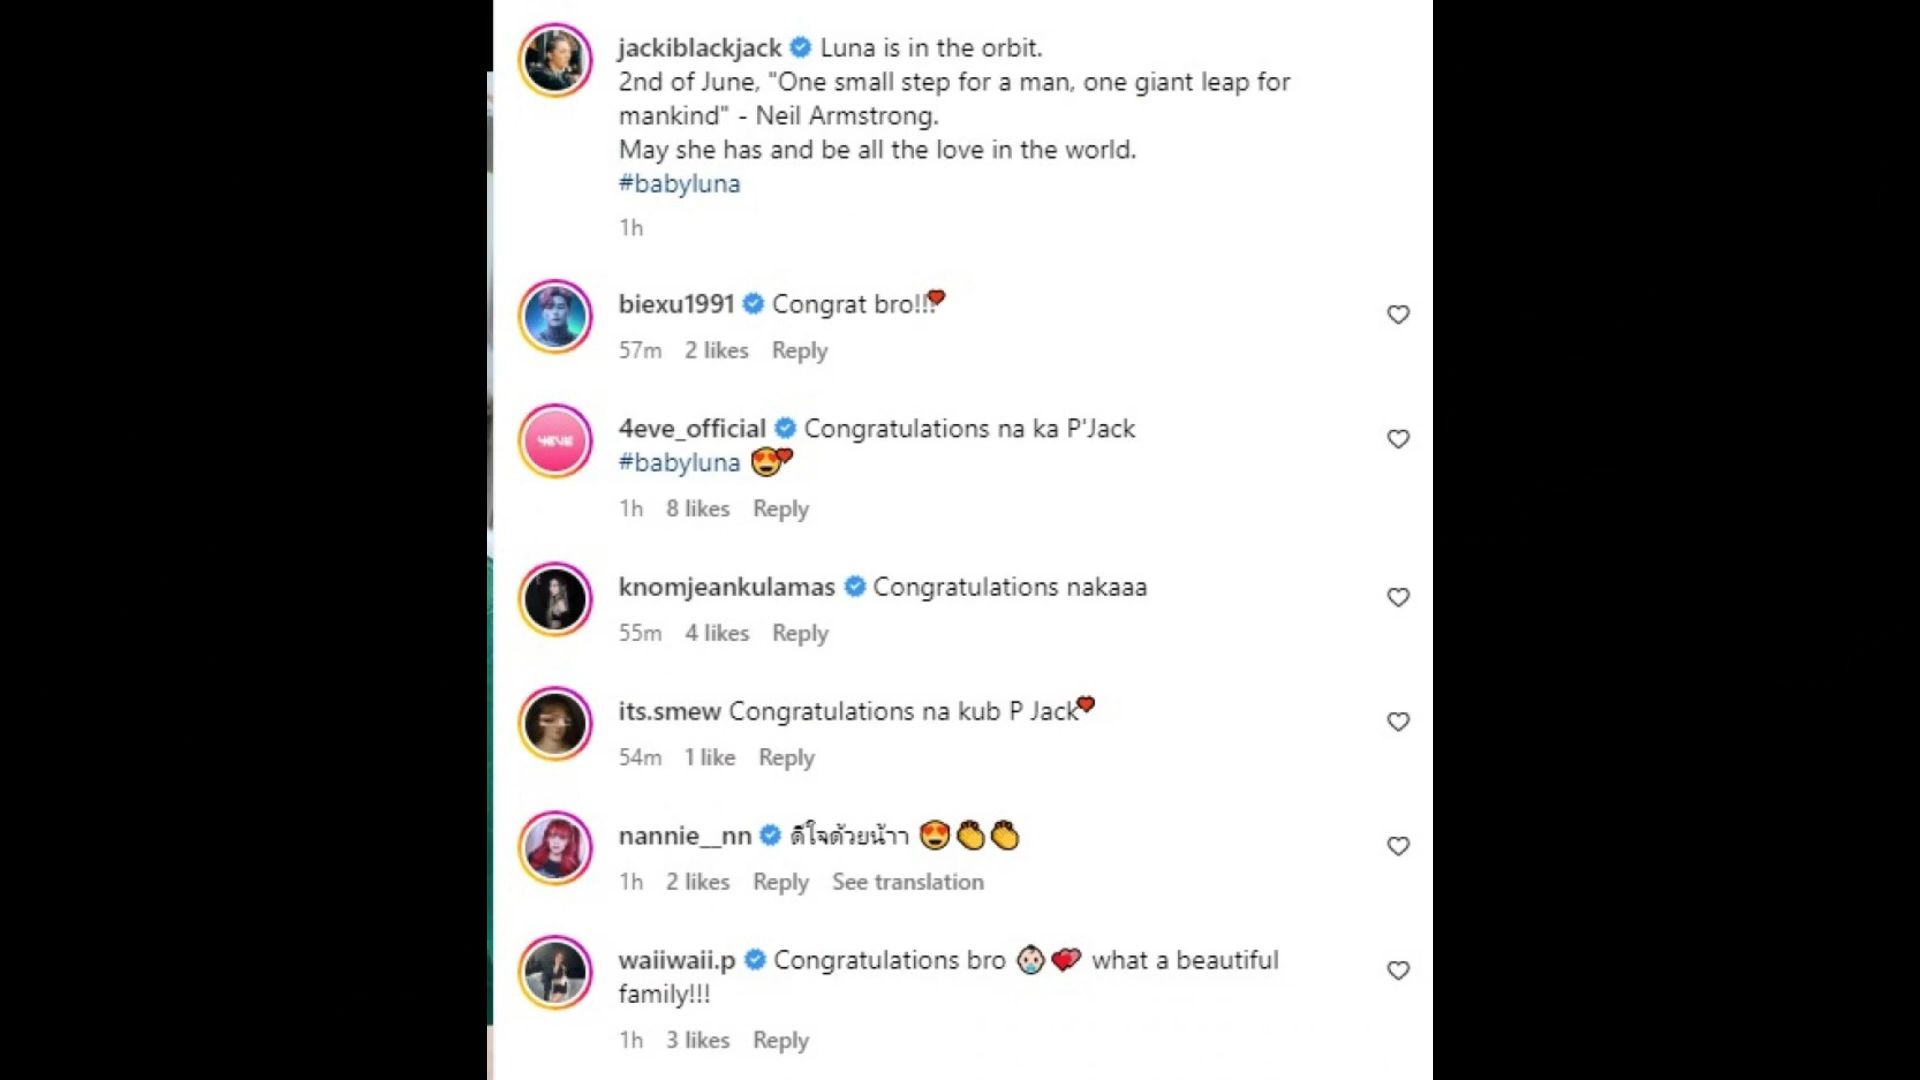 jackiblackjack Luna is in the orbit.
2nd of June, "One small step for a man, one giant leap for
mankind" - Neil Armstrong.
May she has and be all the love in the world.
#babyluna
1h
biexu1991 Congrat bro!!!❤️
57m 2 likes Reply
4EVE
4eve_official Congratulations na ka P'Jack
#babyluna 😍❤️
1h 8 likes Reply
knomjeankulamas Congratulations nakaaa
55m 4 likes Reply
its.smew Congratulations na kub P Jack❤️
54m 1 like Reply
nannie__nn ดีใจด้วยน้าา 😍👏👏
1h 2 likes Reply See translation
waiiwaii.p Congratulations bro 👶💕 what a beautiful
family!!!
1h 3 likes Reply